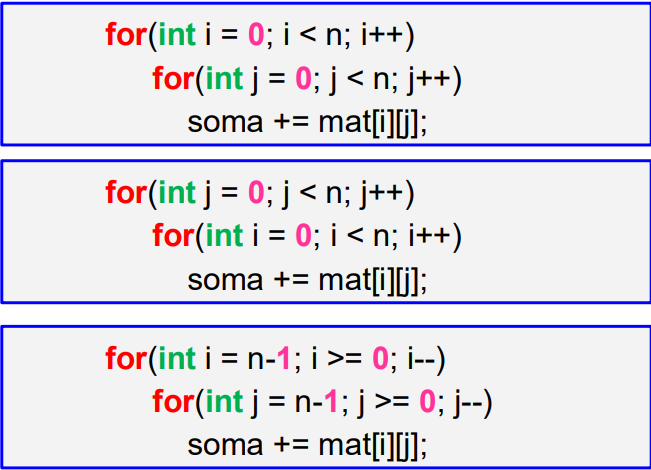 for(int i = 0; i < n; i++)
for(int j = 0; j < n; j++)
soma += mat[i][j];
for(int j = 0; j < n; j++)
for(int i = 0; i < n; i++)
soma += mat[i][j];
for(int i = n-1; i >= 0; i--)
for(int j = n-1; j >= 0; j--)
soma += mat[i][j];